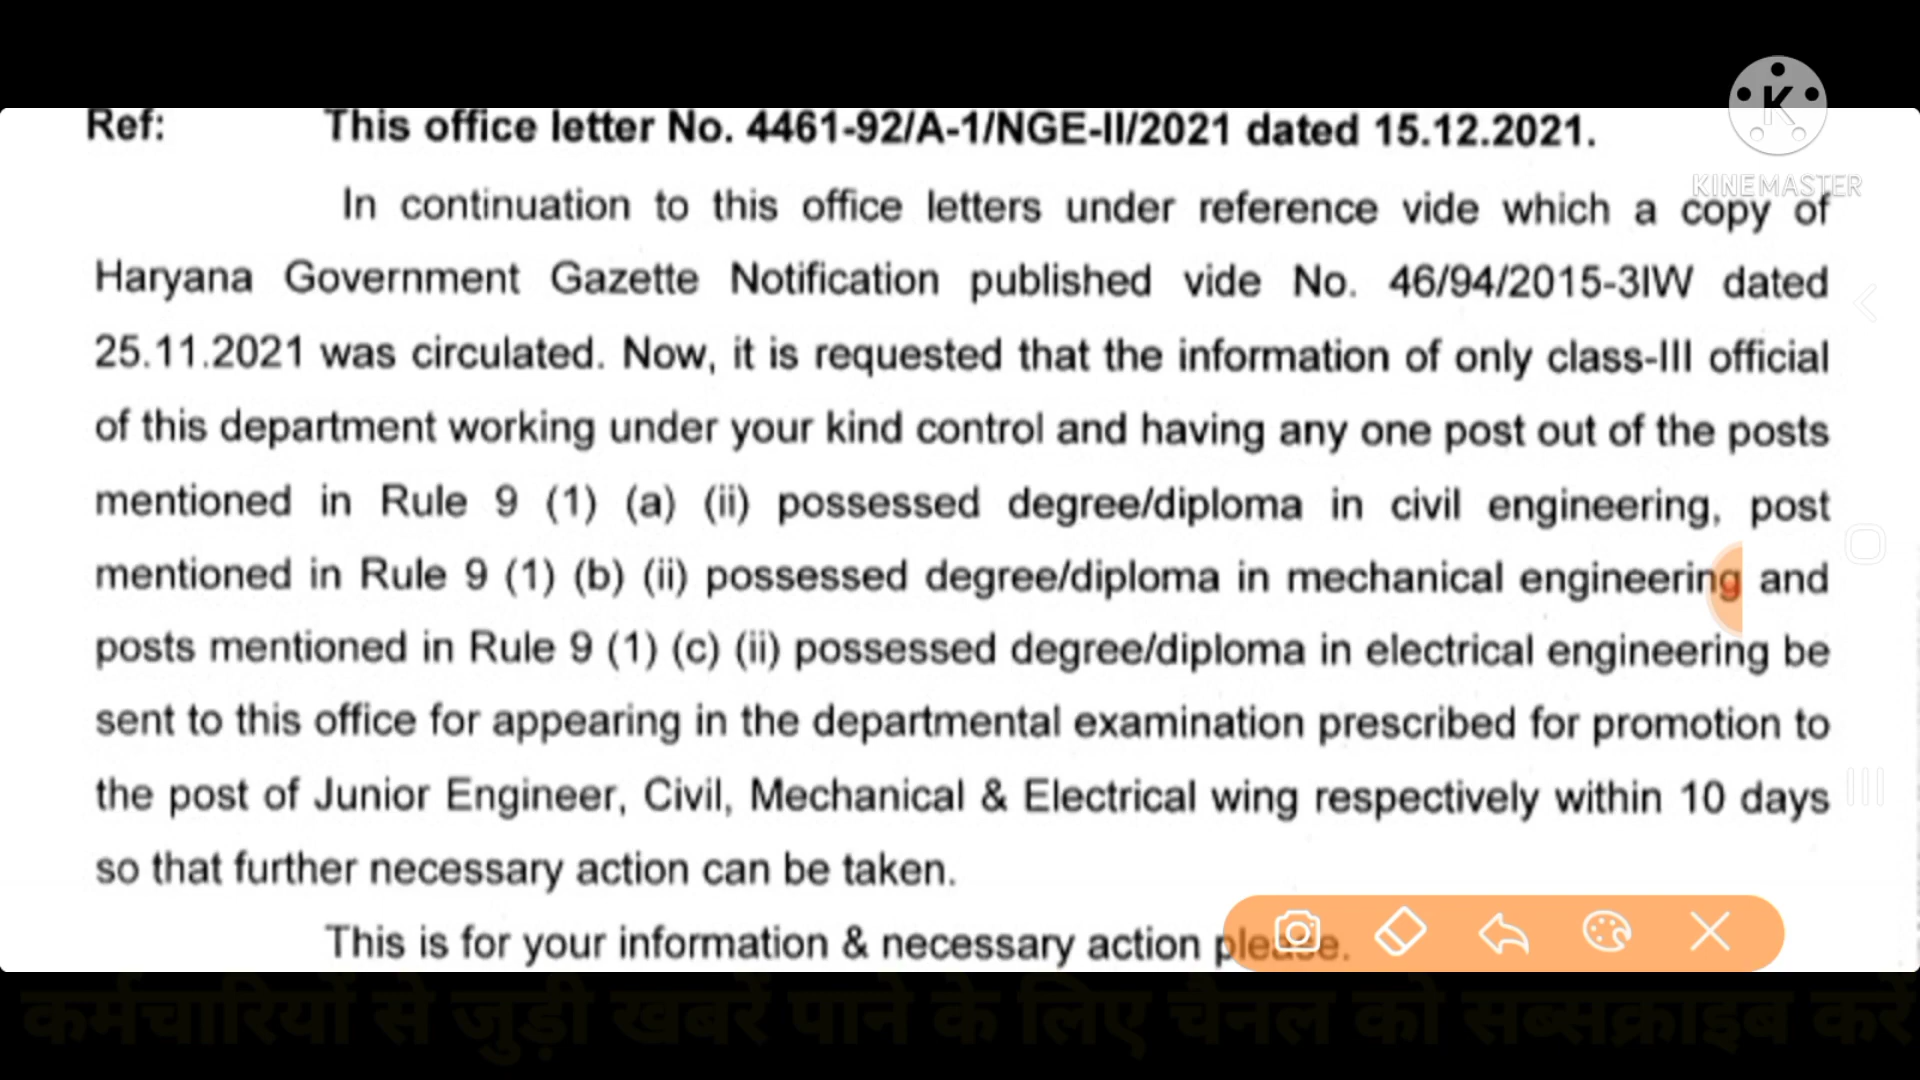 Ref: This office letter No. 4461-92/A-1/NGE-II/2021 dated 15.12.2021.
KINEMASTER
In continuation to this office letters under reference vide which a copy of
Haryana Government Gazette Notification published vide No. 46/94/2015-3IW dated
25.11.2021 was circulated. Now, it is requested that the information of only class-III official
of this department working under your kind control and having any one post out of the posts
mentioned in Rule 9 (1) (a) (ii) possessed degree/diploma in civil engineering, post
mentioned in Rule 9 (1) (b) (ii) possessed degree/diploma in mechanical engineering and
posts mentioned in Rule 9 (1) (c) (ii) possessed degree/diploma in electrical engineering be
sent to this office for appearing in the departmental examination prescribed for promotion to
the post of Junior Engineer, Civil, Mechanical & Electrical wing respectively within 10 days
so that further necessary action can be taken.
This is for your information & necessary action please.
कर्मचारियों से जुड़ी खबरें पाने के लिए चैनल को सब्सक्राइब करें